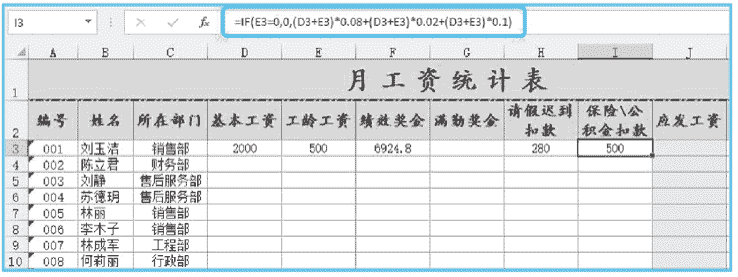 I3 =IF(E3=0,0,(D3+E3)*0.08+(D3+E3)*0.02+(D3+E3)*0.1)
A B C D E F G H I J
1 月工资统计表
2 编号 姓名 所在部门 基本工资 工龄工资 绩效奖金 满勤奖金 请假迟到扣款 保险\公积金扣款 应发工资
3 001 刘玉洁 销售部 2000 500 6924.8 280 500
4 002 陈立君 财务部
5 003 刘静 售后服务部
6 004 苏德玥 售后服务部
7 005 林丽 销售部
8 006 李木子 销售部
9 007 林成军 工程部
10 008 何莉丽 行政部